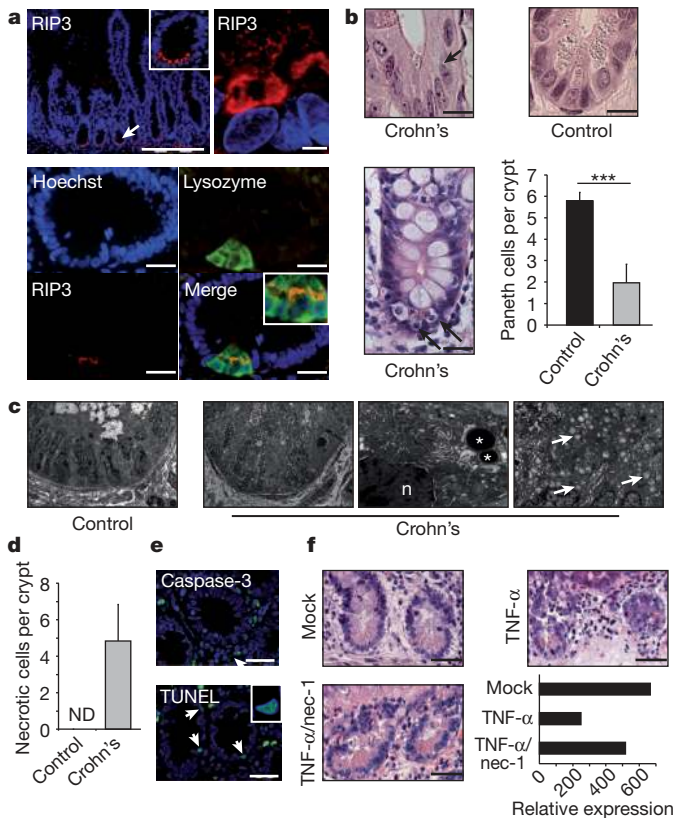 a
RIP3
RIP3
Hoechst
Lysozyme
RIP3
Merge
b
Crohn's
Control
Crohn's
Paneth cells per crypt
7
6
5
4
3
2
1
0
***
Control
Crohn's
c
Control
*
*
n
Crohn's
d
Necrotic cells per crypt
8
6
4
2
0
ND
Control
Crohn's
e
Caspase-3
TUNEL
f
Mock
TNF-α
TNF-α/nec-1
Mock
TNF-α
TNF-α/
nec-1
0
200
400
600
Relative expression